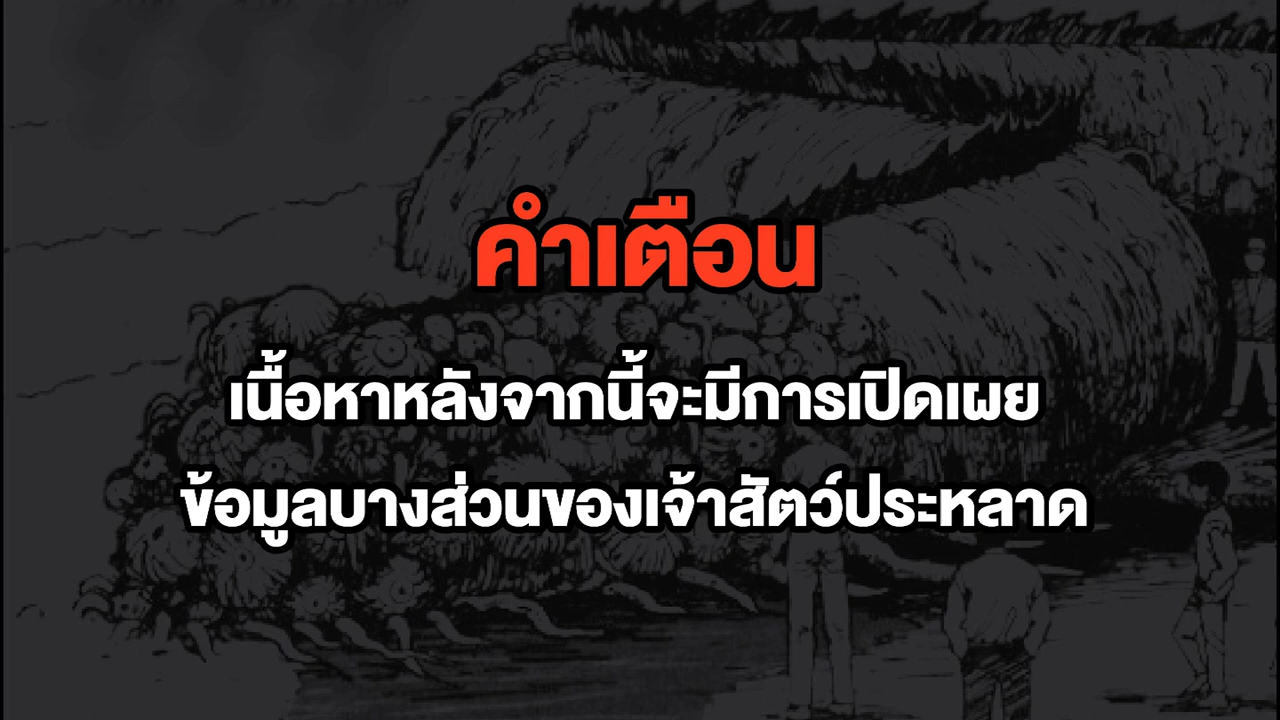 คำเตือน
เนื้อหาหลังจากนี้จะมีการเปิดเผย
ข้อมูลบางส่วนของเจ้าสัตว์ประหลาด